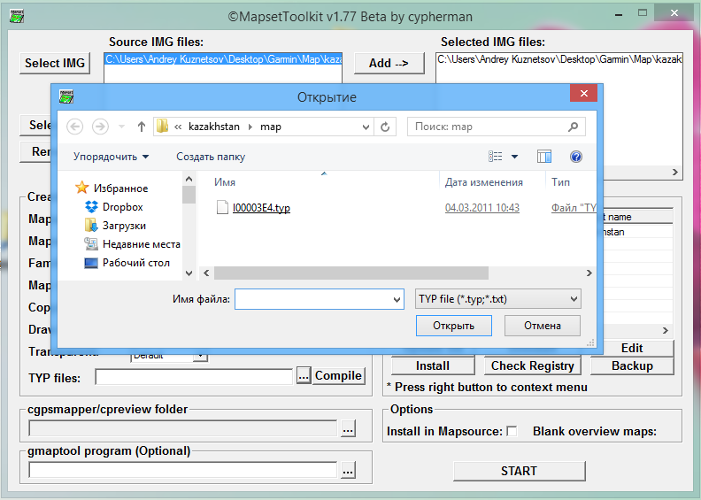 ©MapsetToolkit v1.77 Beta by cypherman
Source IMG files:
Selected IMG files:
Select IMG
C:\Users\Andrey Kuznetsov\Desktop\Garmin\Map\kaza
Add -->
C:\Users\Andrey Kuznetsov\Desktop\Garmin\Map\kazak
Открытие
« kazakhstan map
Поиск: map
Упорядочить
Создать папку
Избранное
Dropbox
Загрузки
Недавние места
Рабочий стол
Имя
Дата изменения
Тип
I00003E4.typ
04.03.2011 10:43
Файл "TY
Имя файла:
TYP file (*.typ;*.txt)
Открыть
Отмена
Sele
Crea
Map
Map
Fam
Map
Cop
Draw
Default
t name
hstan
TYP files:
...
Compile
Edit
Install
Check Registry
Backup
* Press right button to context menu
cgpsmapper/cpreview folder
...
Options
Install in Mapsource:
Blank overview maps:
gmaptool program (Optional)
...
START